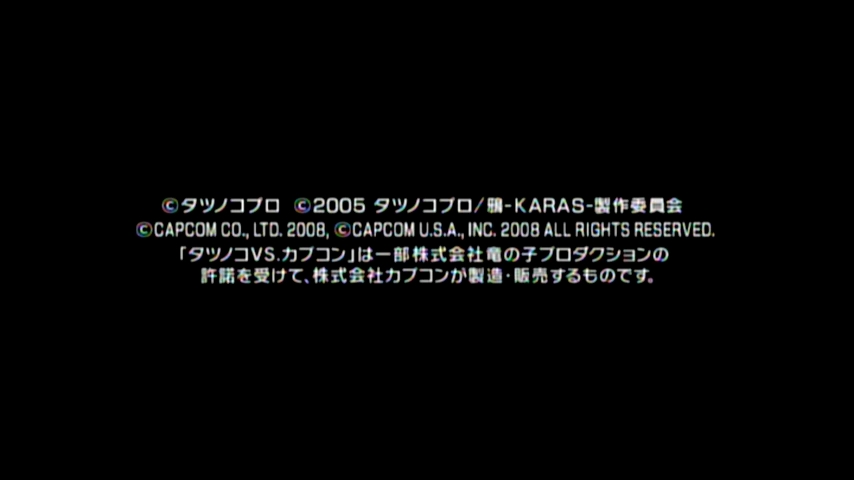 ©タツノコプロ ©2005 タツノコプロ/鴉-KARAS-製作委員会
©CAPCOM CO., LTD. 2008, ©CAPCOM U.S.A., INC. 2008 ALL RIGHTS RESERVED.
「タツノコVS.カプコン」は一部株式会社竜の子プロダクションの
許諾を受けて、株式会社カプコンが製造・販売するものです。